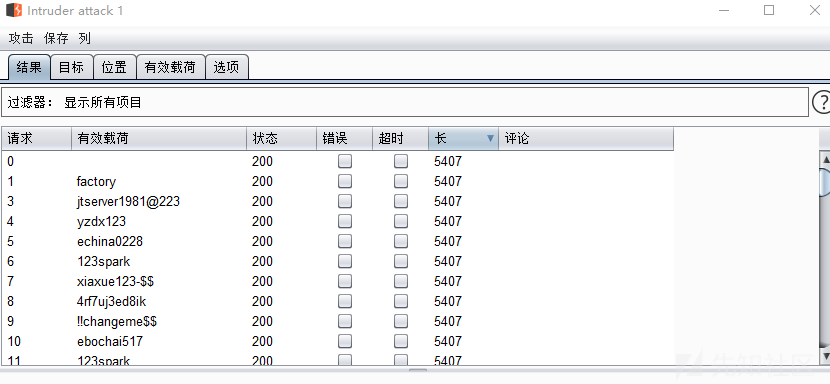 Intruder attack 1
攻击 保存 列
结果 目标 位置 有效载荷 选项
过滤器： 显示所有项目
?
请求 有效载荷 状态 错误 超时 长 评论
0 200 5407
1 factory 200 5407
3 jtserver1981@223 200 5407
4 yzdx123 200 5407
5 echina0228 200 5407
6 123spark 200 5407
7 xiaxue123-$$ 200 5407
8 4rf7uj3ed8ik 200 5407
9 !!changeme$$ 200 5407
10 ebochai517 200 5407
11 123spark 200 5407
先知社区